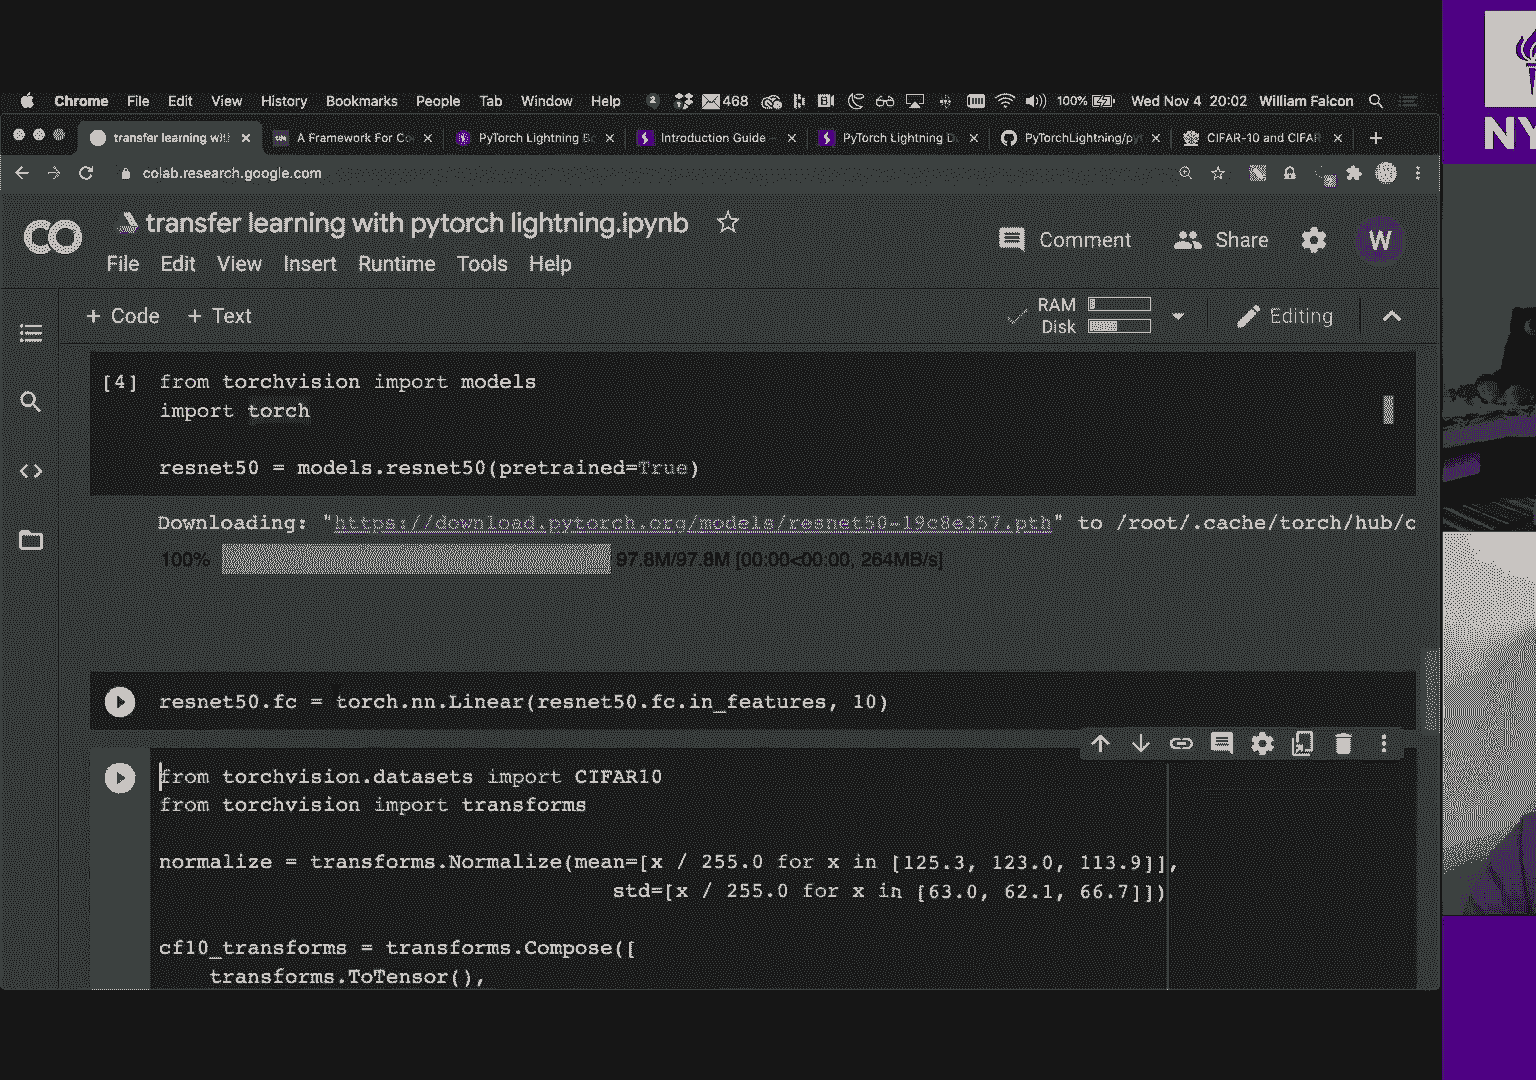 Chrome File Edit View History Bookmarks People Tab Window Help 2 468 100% Wed Nov 4 20:02 William Falcon
transfer learning wit A Framework For Co PyTorch Lightning Introduction Guide PyTorch Lightning D PyTorchLightning/py CIFAR-10 and CIFAR
colab.research.google.com
CO transfer learning with pytorch lightning.ipynb
File Edit View Insert Runtime Tools Help
Comment Share W
+ Code + Text
RAM
Disk
Editing
[4] from torchvision import models
import torch
resnet50 = models.resnet50(pretrained=True)
Downloading: "https://download.pytorch.org/models/resnet50-19c8e357.pth" to /root/.cache/torch/hub/c
100% 97.8M/97.8M [00:00<00:00, 264MB/s]
resnet50.fc = torch.nn.Linear(resnet50.fc.in_features, 10)
from torchvision.datasets import CIFAR10
from torchvision import transforms
normalize = transforms.Normalize(mean=[x / 255.0 for x in [125.3, 123.0, 113.9]],
std=[x / 255.0 for x in [63.0, 62.1, 66.7]])
cf10_transforms = transforms.Compose([
transforms.ToTensor(),
NY